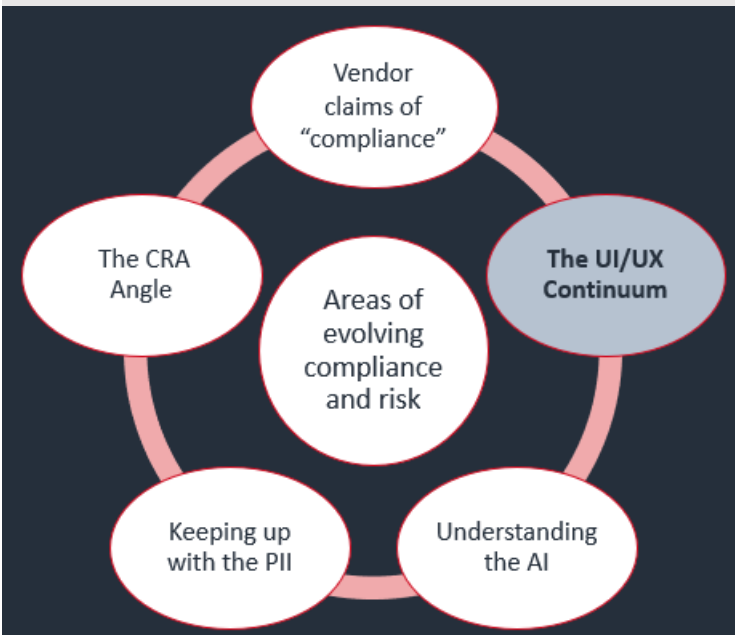 Vendor
claims of
“compliance”
The CRA
Angle
The UI/UX
Continuum
Areas of
evolving
compliance
and risk
Keeping up
with the PII
Understanding
the AI